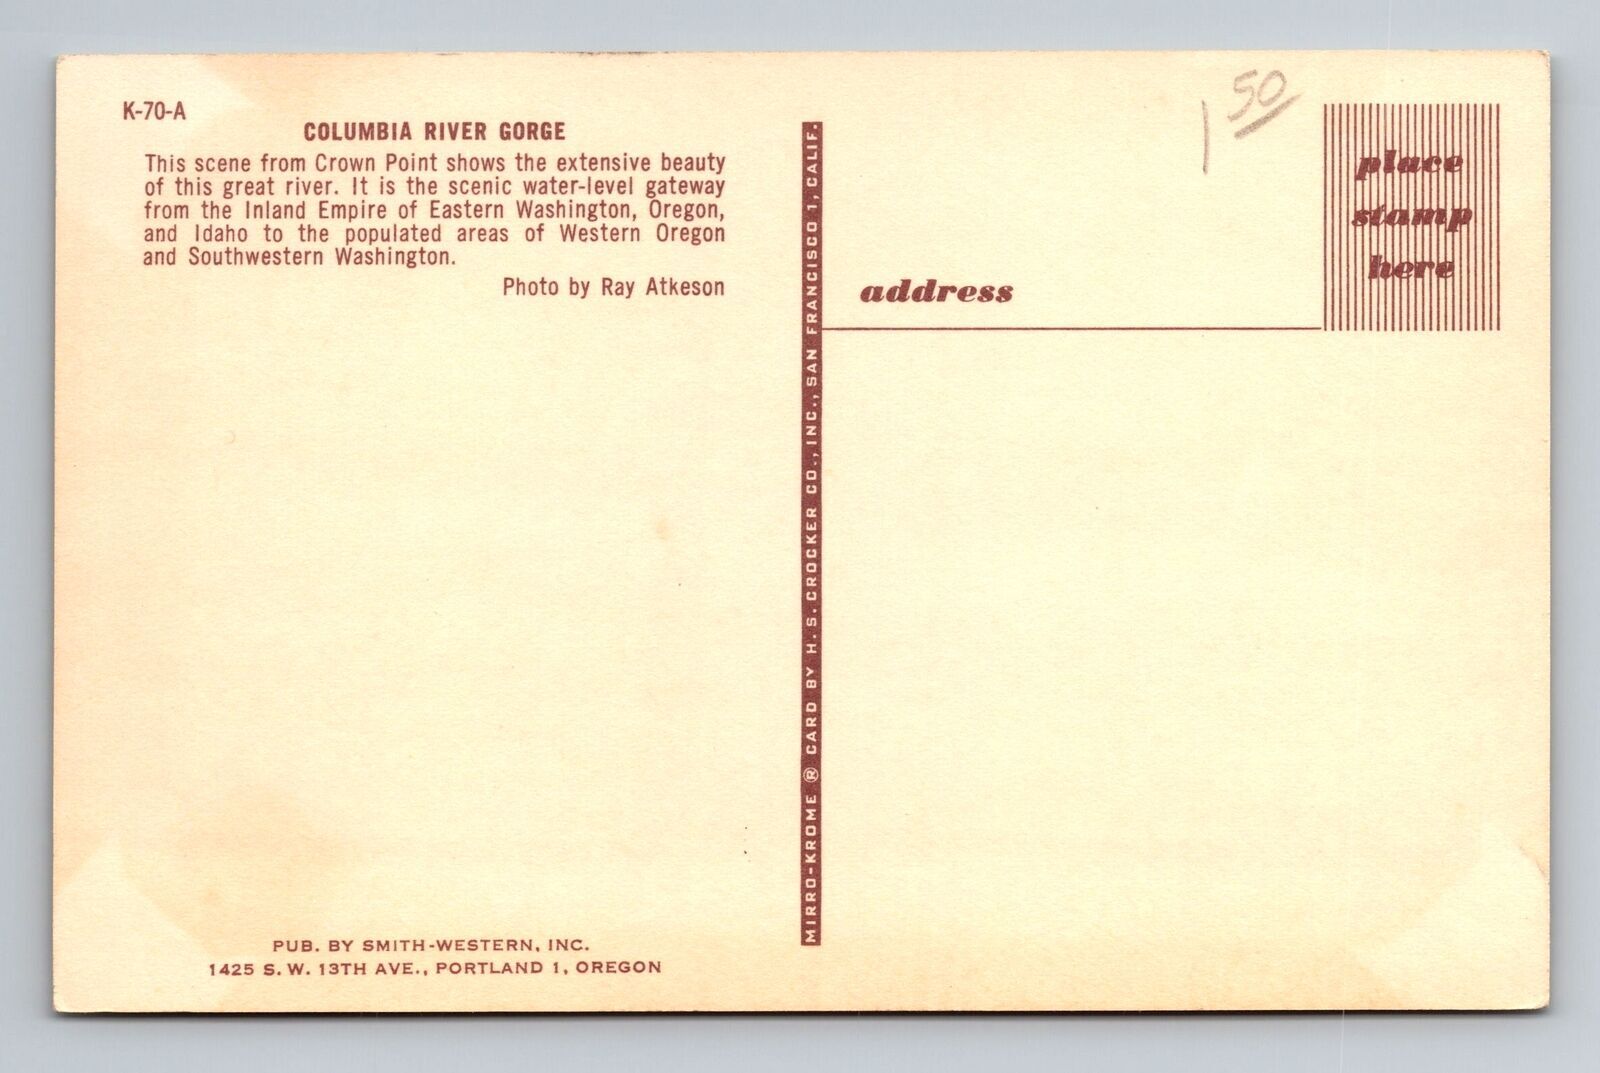 K-70-A
COLUMBIA RIVER GORGE
This scene from Crown Point shows the extensive beauty
of this great river. It is the scenic water-level gateway
from the Inland Empire of Eastern Washington, Oregon,
and Idaho to the populated areas of Western Oregon
and Southwestern Washington.
Photo by Ray Atkeson
PUB. BY SMITH-WESTERN, INC.
1425 S.W. 13TH AVE., PORTLAND 1, OREGON
MIRRO-KROME ® CARD BY H. S. CROCKER CO., INC., SAN FRANCISCO 1, CALIF.
1 50
place
stamp
here
address